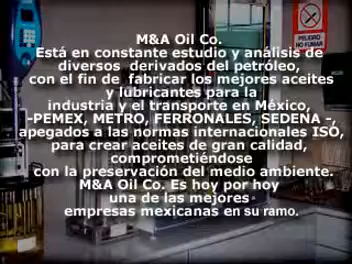 PELIGRO
NO FUMAR
M&A Oil Co.
Está en constante estudio y análisis de
diversos derivados del petróleo,
con el fin de fabricar los mejores aceites
y lubricantes para la
industria y el transporte en México,
-PEMEX, METRO, FERRONALES, SEDENA -,
apegados a las normas internacionales ISO,
para crear aceites de gran calidad,
comprometiéndose
con la preservación del medio ambiente.
M&A Oil Co. Es hoy por hoy
una de las mejores
empresas mexicanas en su ramo.